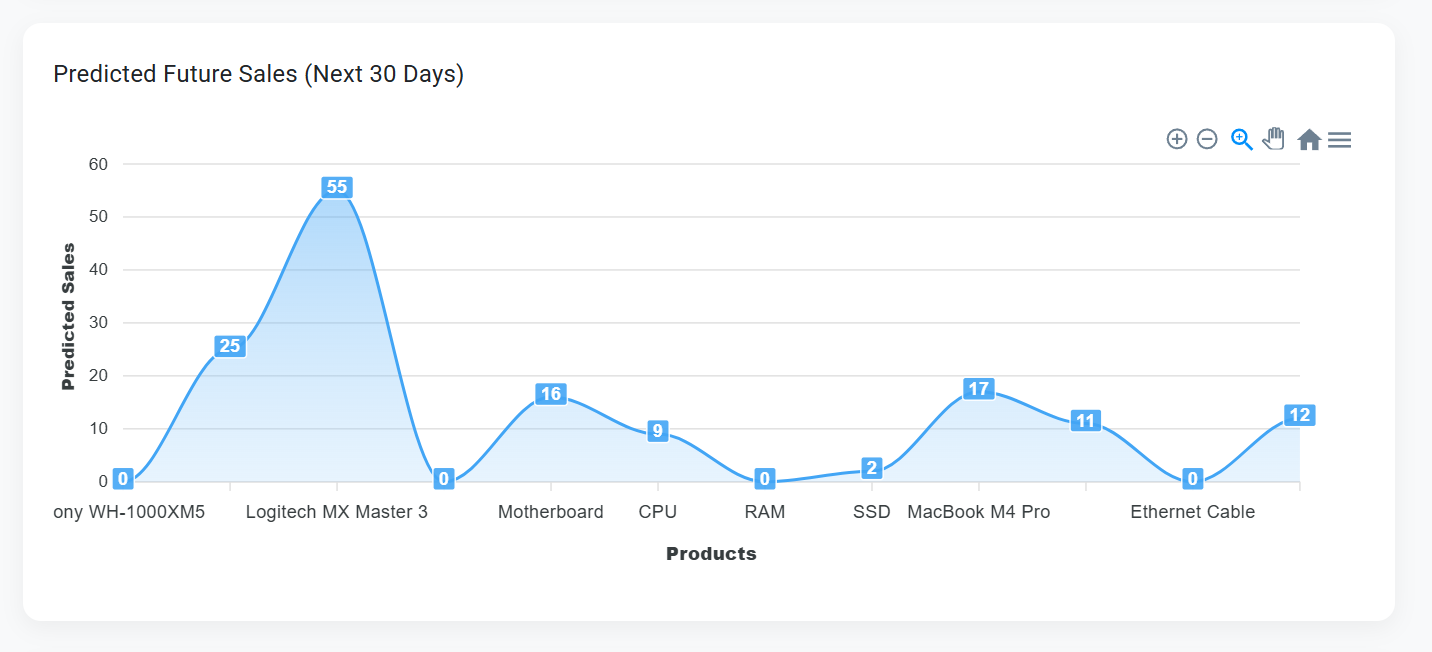 Predicted Future Sales (Next 30 Days)
60
50
40
30
20
10
0
Predicted Sales
0
25
55
0
16
9
0
2
17
11
0
12
ony WH-1000XM5
Logitech MX Master 3
Motherboard
CPU
RAM
SSD
MacBook M4 Pro
Ethernet Cable
Products